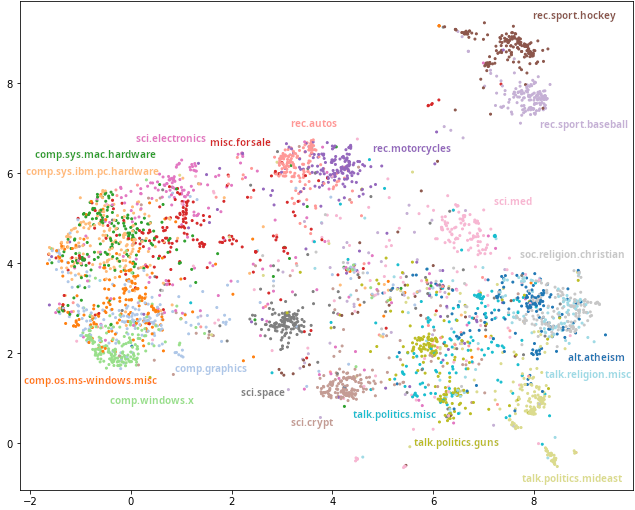 rec.sport.hockey
8
rec.sport.baseball
rec.autos
sci.electronics
misc.forsale
rec.motorcycles
comp.sys.mac.hardware
comp.sys.ibm.pc.hardware
6
sci.med
soc.religion.christian
4
2
alt.atheism
comp.graphics
talk.religion.misc
comp.os.ms-windows.misc
sci.space
comp.windows.x
talk.politics.misc
sci.crypt
talk.politics.guns
0
talk.politics.mideast
−2 0 2 4 6 8